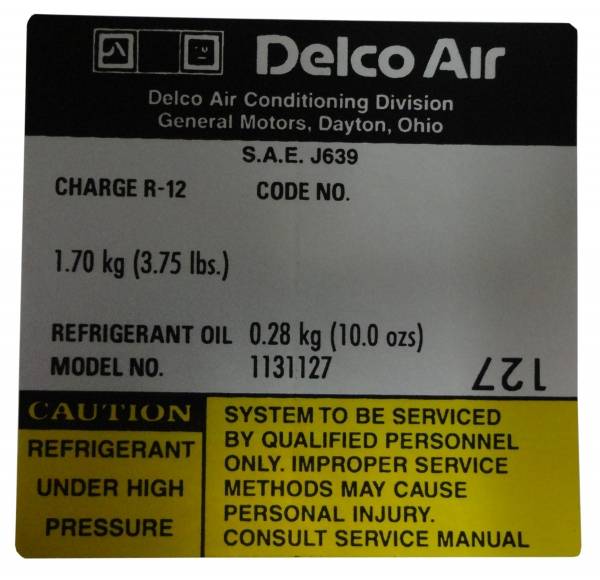 Delco Air
Delco Air Conditioning Division
General Motors, Dayton, Ohio
S.A.E. J639
CHARGE R-12 CODE NO.
1.70 kg (3.75 lbs.)
REFRIGERANT OIL 0.28 kg (10.0 ozs)
MODEL NO. 1131127
127
CAUTION
REFRIGERANT
UNDER HIGH
PRESSURE
SYSTEM TO BE SERVICED
BY QUALIFIED PERSONNEL
ONLY. IMPROPER SERVICE
METHODS MAY CAUSE
PERSONAL INJURY.
CONSULT SERVICE MANUAL